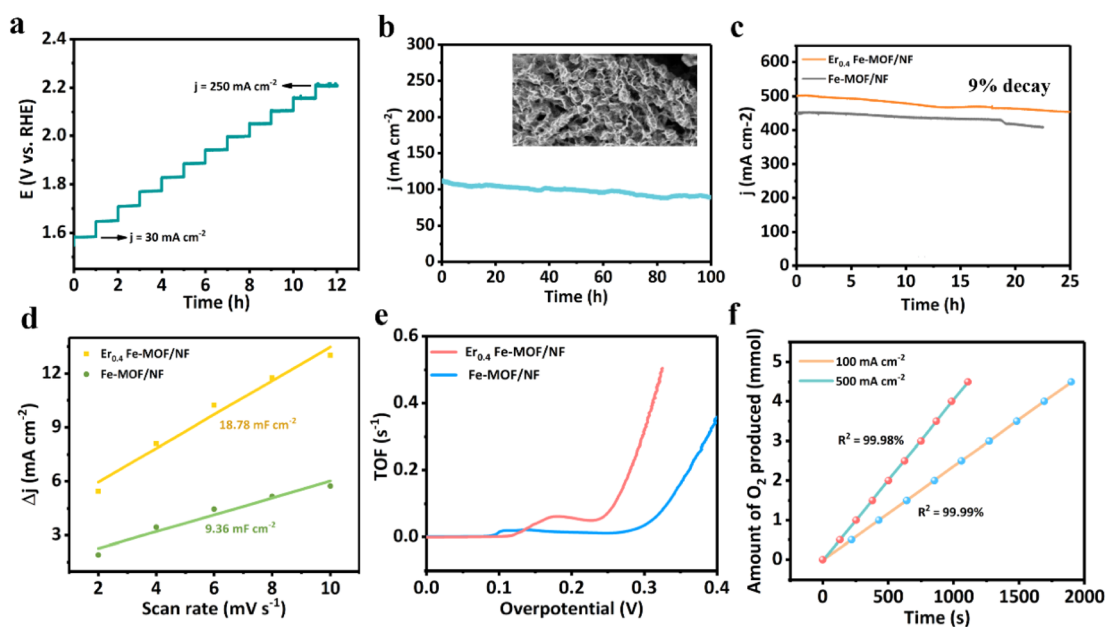 a
2.4
2.2
2.0
1.8
1.6
E (V vs. RHE)
j = 250 mA cm⁻²
j = 30 mA cm⁻²
0 2 4 6 8 10 12
Time (h)
b
300
250
200
150
100
50
0
j (mA cm⁻²)
0 20 40 60 80 100
Time (h)
c
Er₀.₄ Fe-MOF/NF
Fe-MOF/NF
9% decay
600
500
400
300
200
100
0
j (mA cm-2)
0 5 10 15 20 25
Time (h)
d
Er₀.₄ Fe-MOF/NF
Fe-MOF/NF
12
9
6
3
Δj (mA cm⁻²)
18.78 mF cm⁻²
9.36 mF cm⁻²
2 4 6 8 10
Scan rate (mV s⁻¹)
e
Er₀.₄ Fe-MOF/NF
Fe-MOF/NF
0.6
0.4
0.2
0.0
TOF (s⁻¹)
0.0 0.1 0.2 0.3 0.4
Overpotential (V)
f
100 mA cm⁻²
500 mA cm⁻²
5
4
3
2
1
0
Amount of O₂ produced (mmol)
R² = 99.98%
R² = 99.99%
0 500 1000 1500 2000
Time (s)